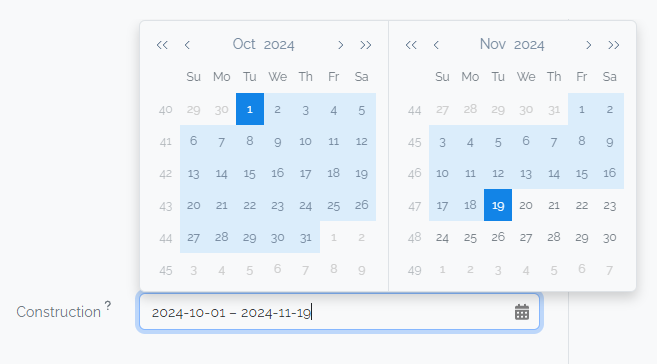 « ‹ Oct 2024 › »
Su Mo Tu We Th Fr Sa
40 29 30 1 2 3 4 5
41 6 7 8 9 10 11 12
42 13 14 15 16 17 18 19
43 20 21 22 23 24 25 26
44 27 28 29 30 31 1 2
45 3 4 5 6 7 8 9
« ‹ Nov 2024 › »
Su Mo Tu We Th Fr Sa
44 27 28 29 30 31 1 2
45 3 4 5 6 7 8 9
46 10 11 12 13 14 15 16
47 17 18 19 20 21 22 23
48 24 25 26 27 28 29 30
49 1 2 3 4 5 6 7
Construction ? 2024-10-01 – 2024-11-19